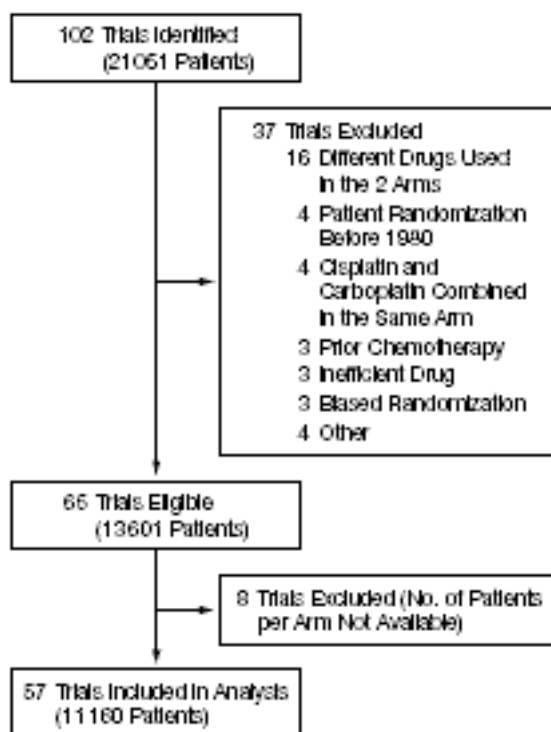 102 Trials Identified
(21051 Patients)
37 Trials Excluded
16 Different Drugs Used
in the 2 Arms
4 Patient Randomization
Before 1980
4 Cisplatin and
Carboplatin Combined
in the Same Arm
3 Prior Chemotherapy
3 Inefficient Drug
3 Biased Randomization
4 Other
65 Trials Eligible
(13601 Patients)
8 Trials Excluded (No. of Patients
per Arm Not Available)
57 Trials Included in Analysis
(11160 Patients)